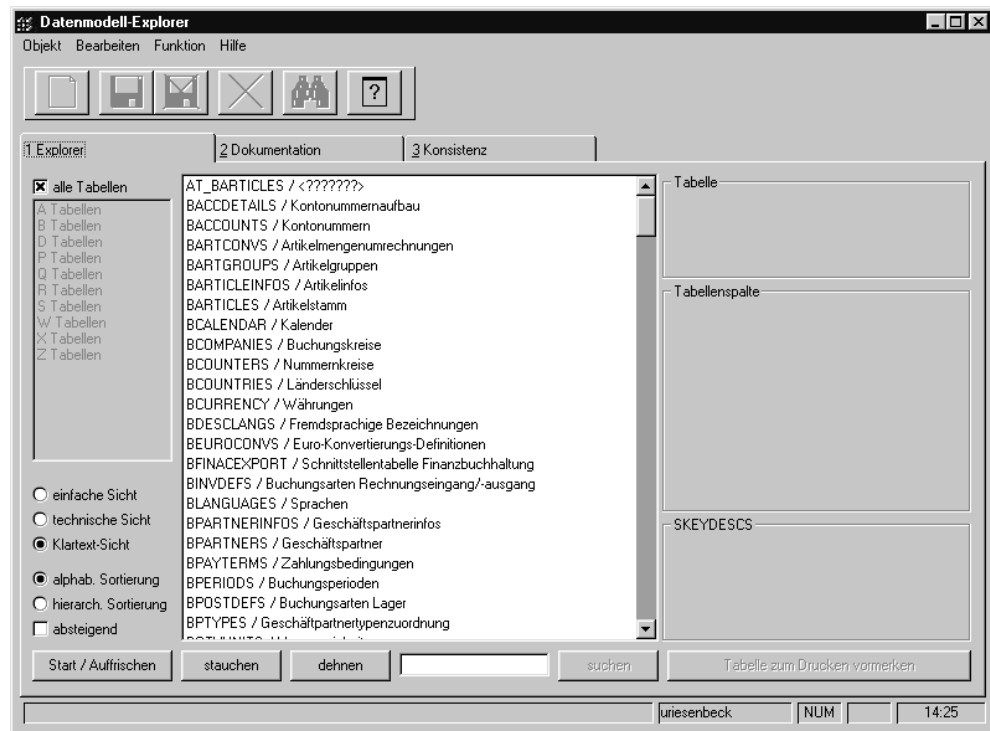 Datenmodell-Explorer
Objekt Bearbeiten Funktion Hilfe
?
1 Explorer 2 Dokumentation 3 Konsistenz
alle Tabellen
A Tabellen
B Tabellen
D Tabellen
P Tabellen
Q Tabellen
R Tabellen
S Tabellen
W Tabellen
X Tabellen
Z Tabellen
einfache Sicht
technische Sicht
Klartext-Sicht
alphab. Sortierung
hierarch. Sortierung
absteigend
AT_BARTICLES / <???????>
BACCDETAILS / Kontonummernaufbau
BACCOUNTS / Kontonummern
BARTCONVS / Artikelmengenumrechnungen
BARTGROUPS / Artikelgruppen
BARTICLEINFOS / Artikelinfos
BARTICLES / Artikelstamm
BCALENDAR / Kalender
BCOMPANIES / Buchungskreise
BCOUNTERS / Nummernkreise
BCOUNTRIES / Länderschlüssel
BCURRENCY / Währungen
BDESCLANGS / Fremdsprachige Bezeichnungen
BEUROCONVS / Euro-Konvertierungs-Definitionen
BFINACEXPORT / Schnittstellentabelle Finanzbuchhaltung
BINVDEFS / Buchungsarten Rechnungseingang/-ausgang
BLANGUAGES / Sprachen
BPARTNERINFOS / Geschäftspartnerinfos
BPARTNERS / Geschäftspartner
BPAYTERMS / Zahlungsbedingungen
BPERIODS / Buchungsperioden
BPOSTDEFS / Buchungsarten Lager
BPTYPES / Geschäftpartnertypenzuordnung
Tabelle
Tabellenspalte
SKEYDESCS
Start / Auffrischen stauchen dehnen suchen Tabelle zum Drucken vormerken
uriesenbeck NUM 14:25